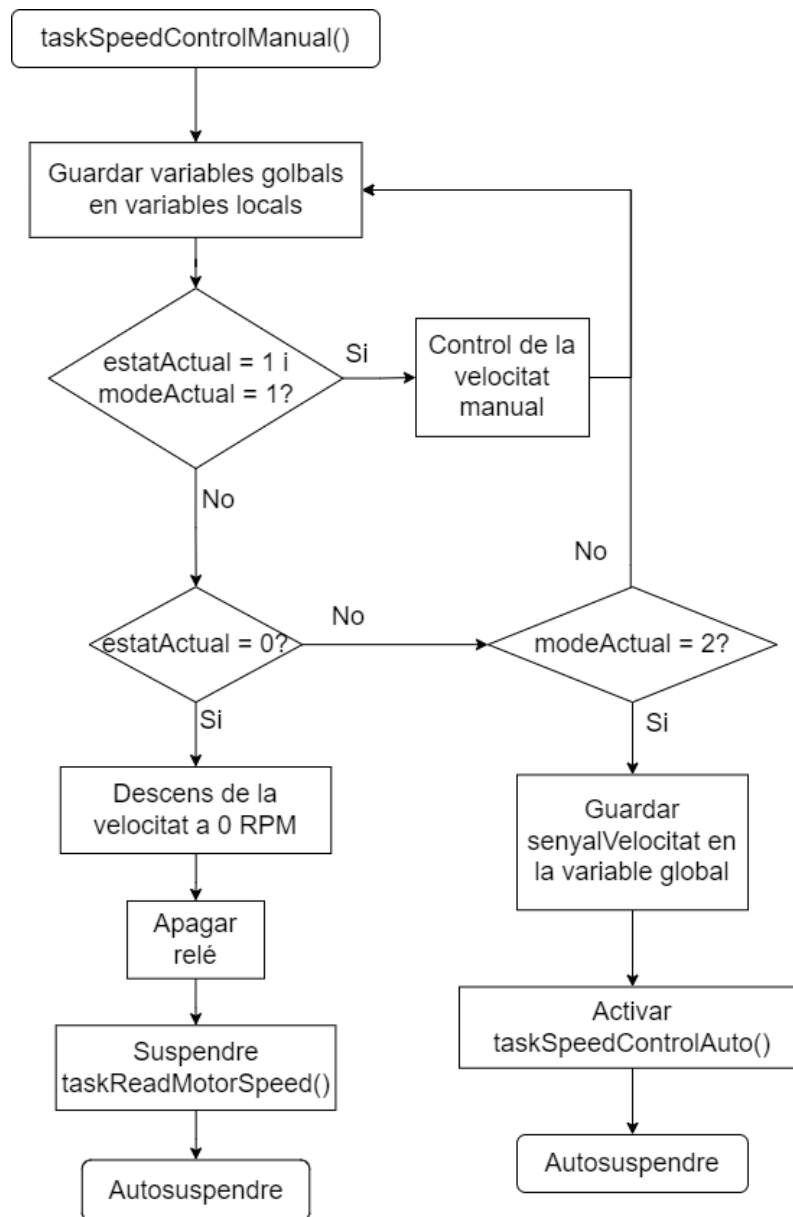 taskSpeedControlManual()
Guardar variables golbals
en variables locals
estatActual = 1 i
modeActual = 1?
Si
Control de la
velocitat
manual
No
No
estatActual = 0?
No
modeActual = 2?
Si
Si
Descens de la
velocitat a 0 RPM
Guardar
senyalVelocitat en
la variable global
Apagar
relé
Activar
taskSpeedControlAuto()
Suspendre
taskReadMotorSpeed()
Autosuspendre
Autosuspendre